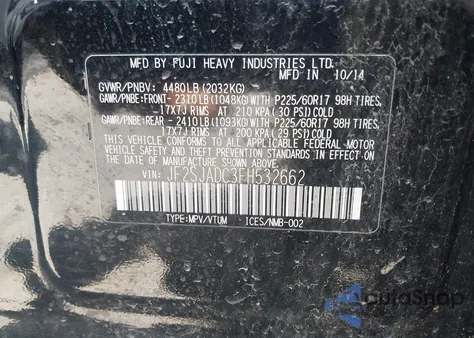 MFD BY FUJI HEAVY INDUSTRIES LTD.
MFD IN 10/14
GVWR/PNBV: 4480LB (2032KG)
GAWR/PNBE:FRONT- 2310LB(1048KG)WITH P225/60R17 98H TIRES,
17X7J RIMS AT 210 KPA(30 PSI)COLD
GAWR/PNBE:REAR - 2410LB(1093KG)WITH P225/60R17 98H TIRES,
17X7J RIMS AT 200 KPA(29 PSI)COLD
THIS VEHICLE CONFORMS TO ALL APPLICABLE FEDERAL MOTOR
VEHICLE SAFETY, BUMPER, AND THEFT PREVENTION STANDARDS
IN EFFECT ON THE DATE OF MANUFACTURE SHOWN ABOVE.
VIN: JF2SJADC3FH532662
TYPE:MPV/VTUM ICES/NMB-002
AutoSnap